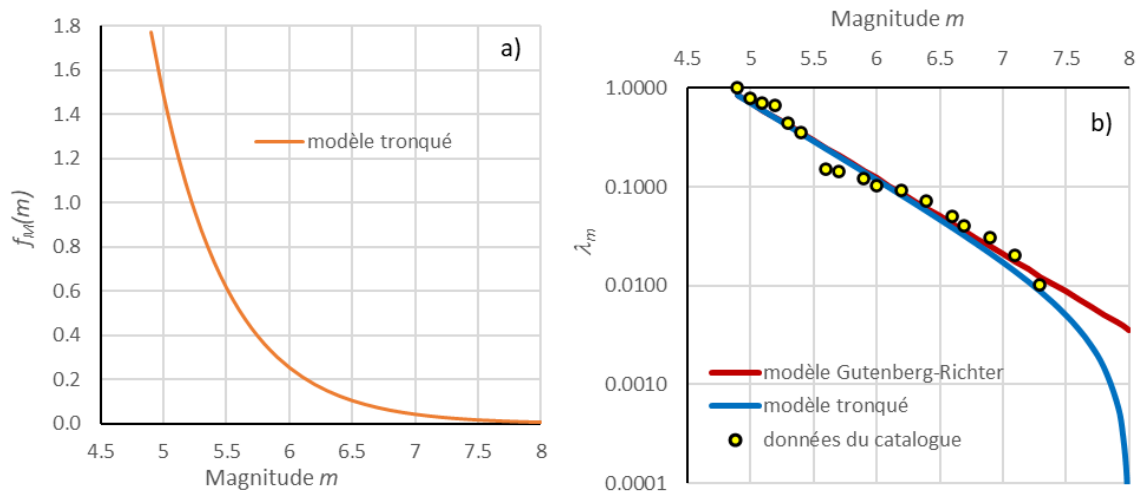 a)
1.8
1.6
1.4
1.2
1.0
0.8
0.6
0.4
0.2
0.0
f_M(m)
modèle tronqué
4.5 5 5.5 6 6.5 7 7.5 8
Magnitude m
Magnitude m
4.5 5 5.5 6 6.5 7 7.5 8
b)
1.0000
0.1000
0.0100
0.0010
0.0001
λ_m
modèle Gutenberg-Richter
modèle tronqué
données du catalogue